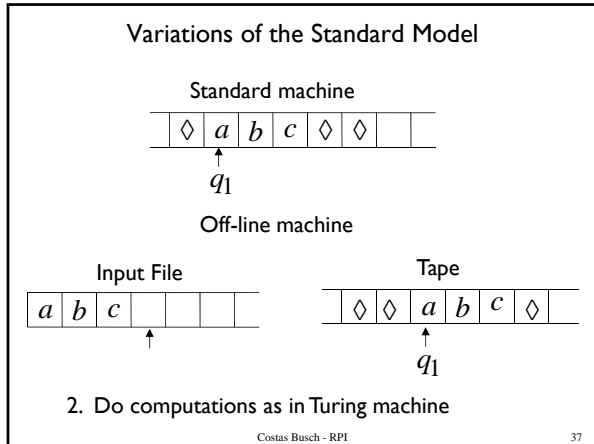 Variations of the Standard Model
Standard machine
◊ a b c ◊ ◊
q1
Off-line machine
Input File Tape
a b c ◊ ◊ a b c ◊
q1
2. Do computations as in Turing machine
Costas Busch - RPI 37